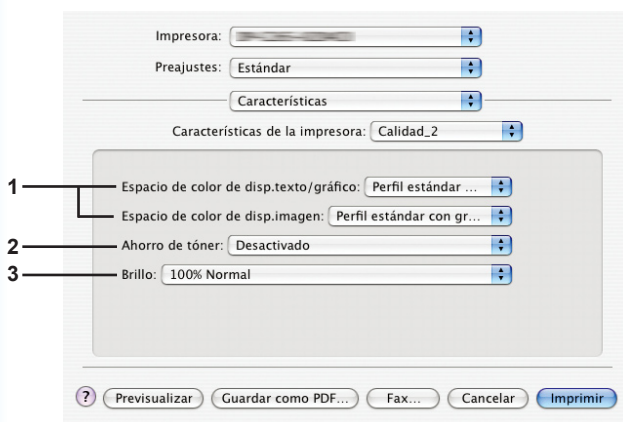 Impresora:
Preajustes: Estándar
Características
Características de la impresora: Calidad_2
1 Espacio de color de disp.texto/gráfico: Perfil estándar ...
Espacio de color de disp.imagen: Perfil estándar con gr...
2 Ahorro de tóner: Desactivado
3 Brillo: 100% Normal
? Previsualizar Guardar como PDF... Fax... Cancelar Imprimir